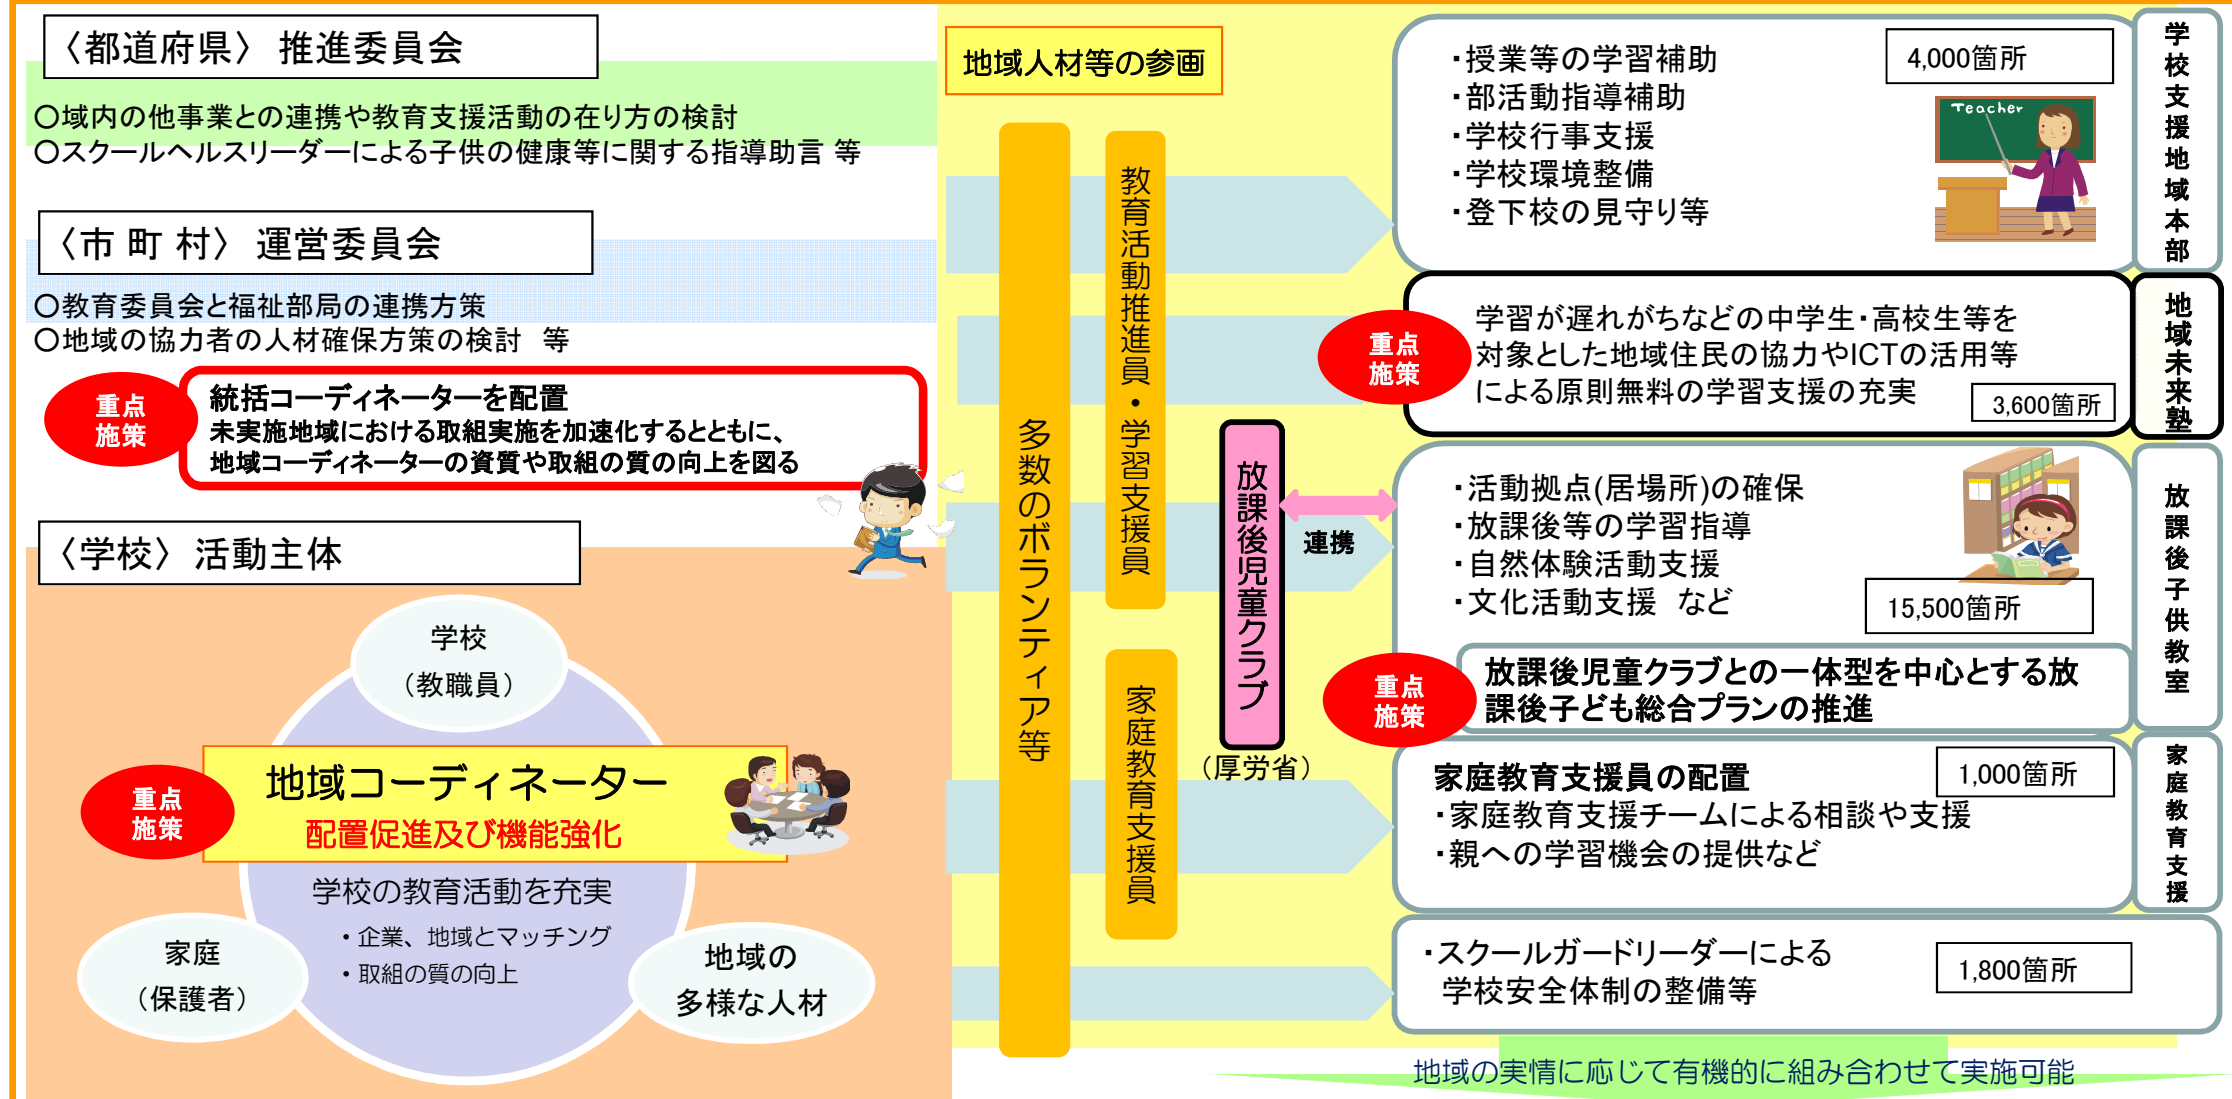 〈都道府県〉 推進委員会
〇域内の他事業との連携や教育支援活動の在り方の検討
〇スクールヘルスリーダーによる子供の健康等に関する指導助言 等
〈市 町 村〉 運営委員会
〇教育委員会と福祉部局の連携方策
〇地域の協力者の人材確保方策の検討 等
重点
施策
統括コーディネーターを配置
未実施地域における取組実施を加速化するとともに、
地域コーディネーターの資質や取組の質の向上を図る
〈学校〉 活動主体
学校
（教職員）
重点
施策
地域コーディネーター
配置促進及び機能強化
学校の教育活動を充実
・企業、地域とマッチング
・取組の質の向上
家庭
（保護者）
地域の
多様な人材
地域人材等の参画
多数のボランティア等
教育活動推進員・学習支援員
家庭教育支援員
放課後児童クラブ
（厚労省）
連携
・授業等の学習補助
・部活動指導補助
・学校行事支援
・学校環境整備
・登下校の見守り等
4,000箇所
Teacher
学校支援地域本部
重点
施策
学習が遅れがちなどの中学生・高校生等を
対象とした地域住民の協力やICTの活用等
による原則無料の学習支援の充実
3,600箇所
地域未来塾
・活動拠点(居場所)の確保
・放課後等の学習指導
・自然体験活動支援
・文化活動支援 など
15,500箇所
重点
施策
放課後児童クラブとの一体型を中心とする放
課後子ども総合プランの推進
放課後子供教室
家庭教育支援員の配置
・家庭教育支援チームによる相談や支援
・親への学習機会の提供など
1,000箇所
家庭教育支援
・スクールガードリーダーによる
学校安全体制の整備等
1,800箇所
地域の実情に応じて有機的に組み合わせて実施可能